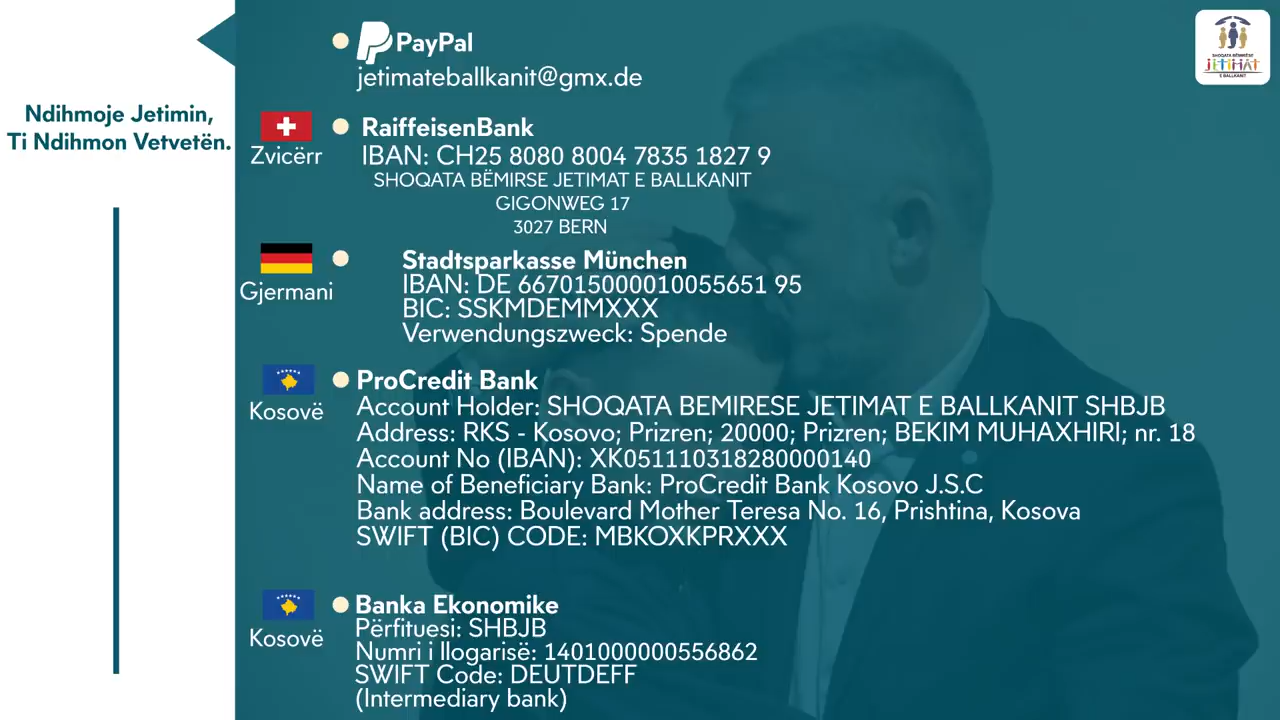 Ndihmoje Jetimin,
Ti Ndihmon Vetvetën.
PayPal
jetimateballkanit@gmx.de
Zvicërr
RaiffeisenBank
IBAN: CH25 8080 8004 7835 1827 9
SHOQATA BËMIRSE JETIMAT E BALLKANIT
GIGONWEG 17
3027 BERN
Gjermani
Stadtsparkasse München
IBAN: DE 667015000010055651 95
BIC: SSKMDEMMXXX
Verwendungszweck: Spende
Kosovë
ProCredit Bank
Account Holder: SHOQATA BEMIRESE JETIMAT E BALLKANIT SHBJB
Address: RKS - Kosovo; Prizren; 20000; Prizren; BEKIM MUHAXHIRI; nr. 18
Account No (IBAN): XK051110318280000140
Name of Beneficiary Bank: ProCredit Bank Kosovo J.S.C
Bank address: Boulevard Mother Teresa No. 16, Prishtina, Kosova
SWIFT (BIC) CODE: MBKOXKPRXXX
Kosovë
Banka Ekonomike
Përfituesi: SHBJB
Numri i llogarisë: 1401000000556862
SWIFT Code: DEUTDEFF
(Intermediary bank)
SHOQATA BËMIRËSE
JETIMAT
E BALLKANIT